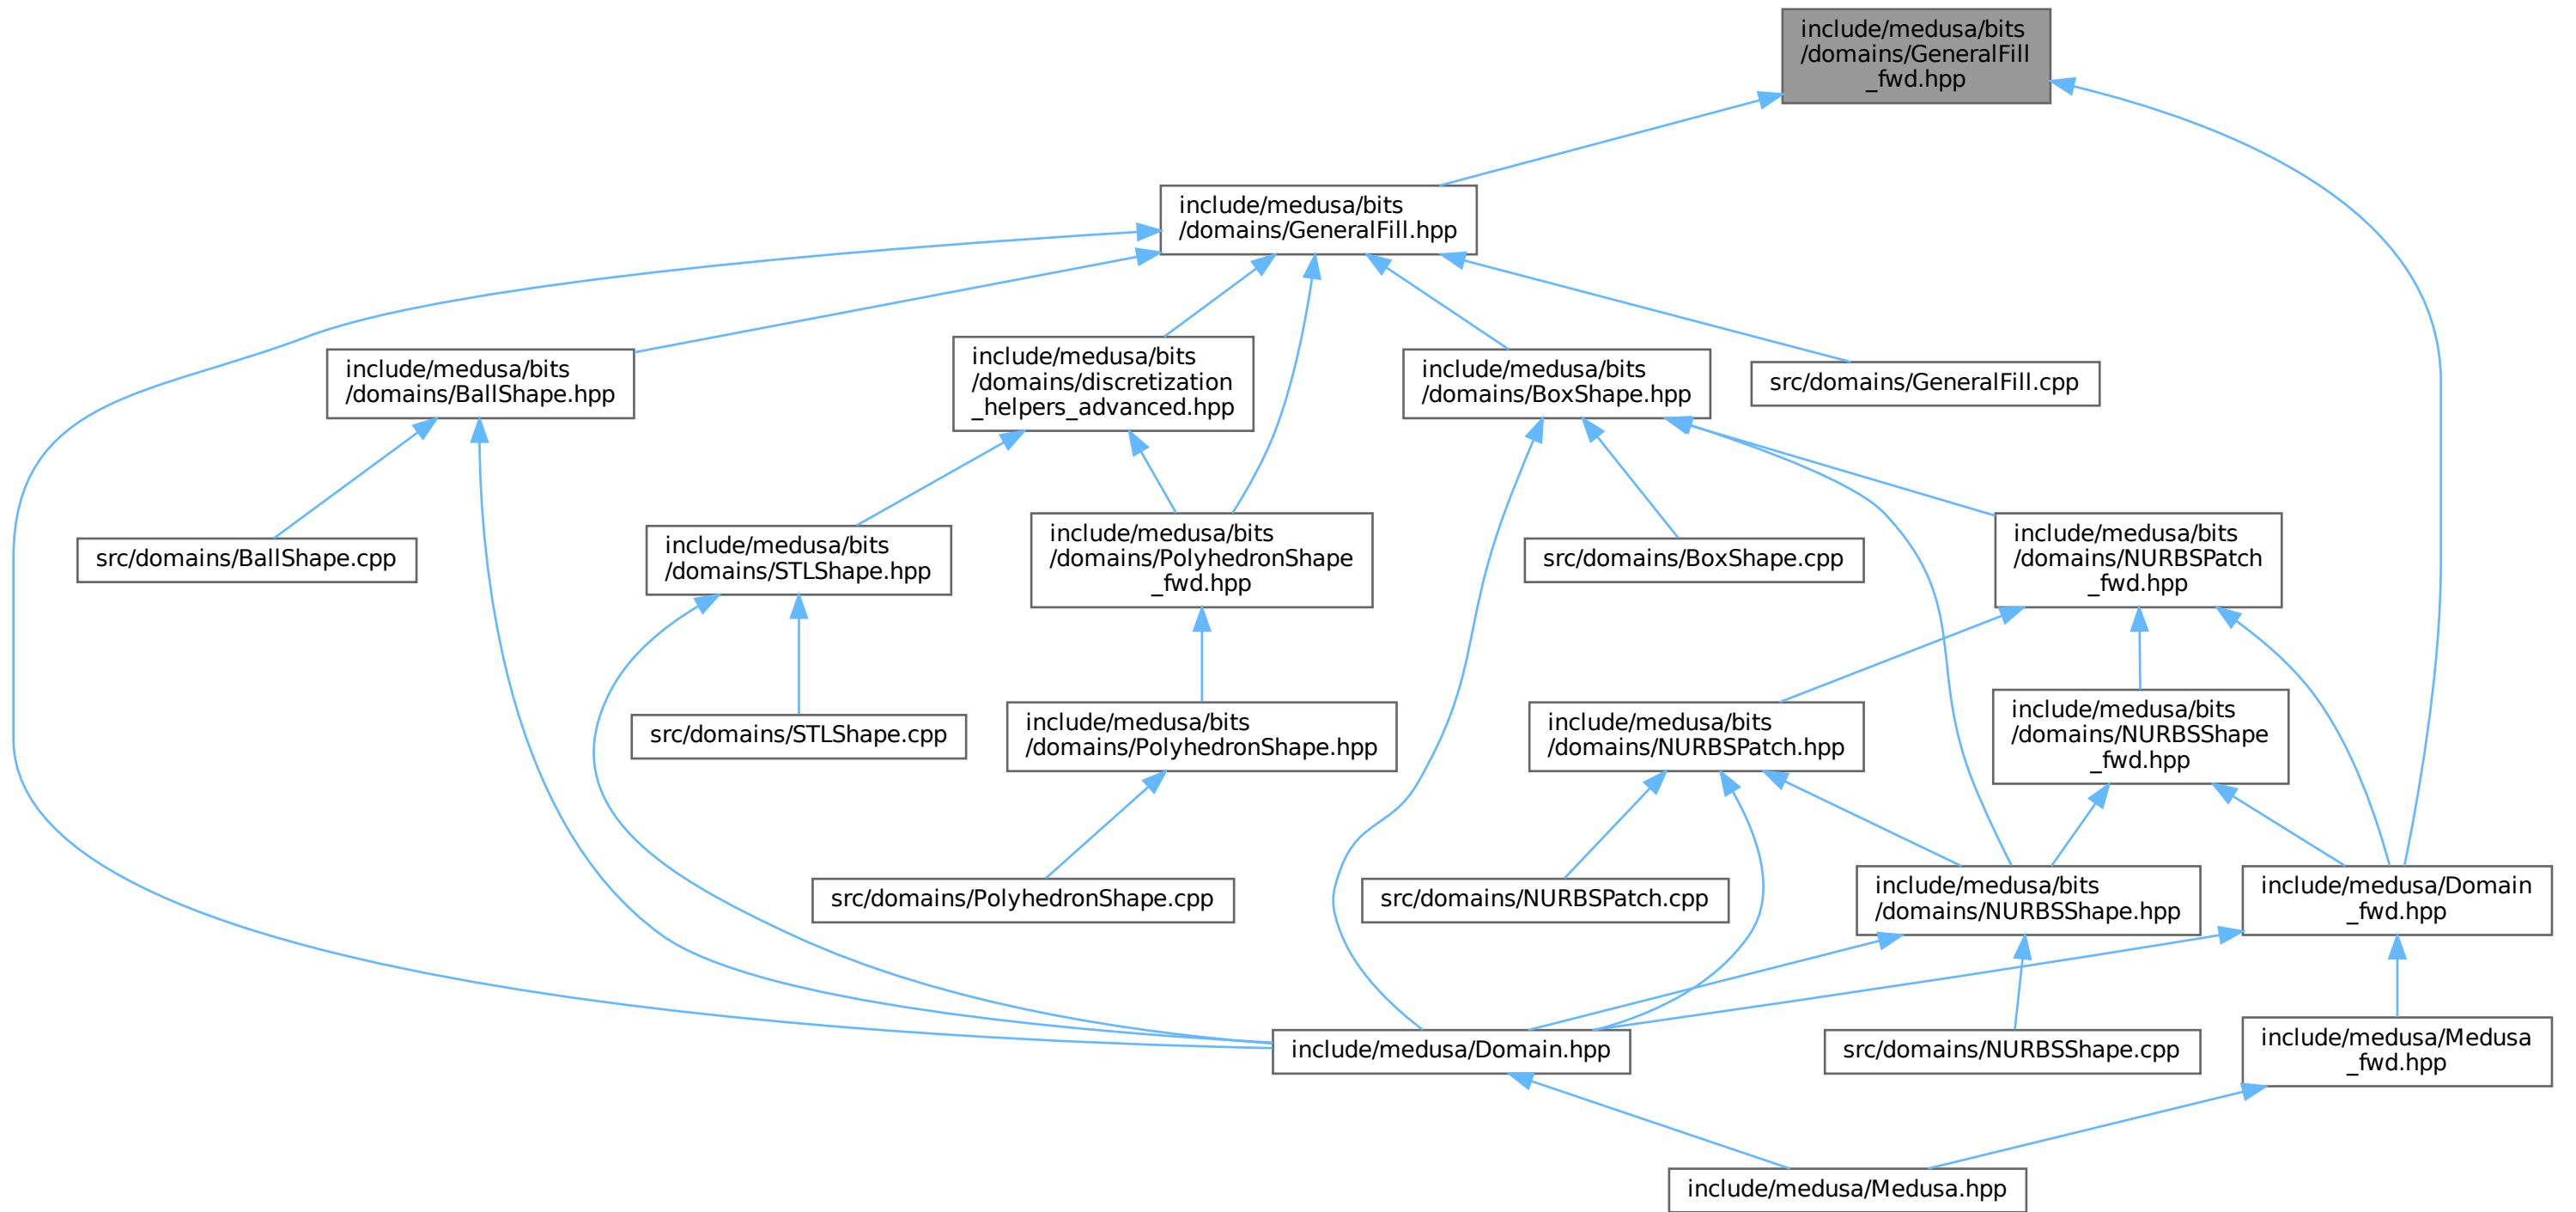 include/medusa/bits
/domains/GeneralFill
_fwd.hpp
include/medusa/bits
/domains/GeneralFill.hpp
include/medusa/bits
/domains/BallShape.hpp
include/medusa/bits
/domains/discretization
_helpers_advanced.hpp
include/medusa/bits
/domains/BoxShape.hpp
src/domains/GeneralFill.cpp
src/domains/BallShape.cpp
include/medusa/bits
/domains/STLShape.hpp
include/medusa/bits
/domains/PolyhedronShape
_fwd.hpp
src/domains/BoxShape.cpp
include/medusa/bits
/domains/NURBSPatch
_fwd.hpp
src/domains/STLShape.cpp
include/medusa/bits
/domains/PolyhedronShape.hpp
include/medusa/bits
/domains/NURBSPatch.hpp
include/medusa/bits
/domains/NURBSShape
_fwd.hpp
src/domains/PolyhedronShape.cpp
src/domains/NURBSPatch.cpp
include/medusa/bits
/domains/NURBSShape.hpp
include/medusa/Domain
_fwd.hpp
include/medusa/Domain.hpp
src/domains/NURBSShape.cpp
include/medusa/Medusa
_fwd.hpp
include/medusa/Medusa.hpp